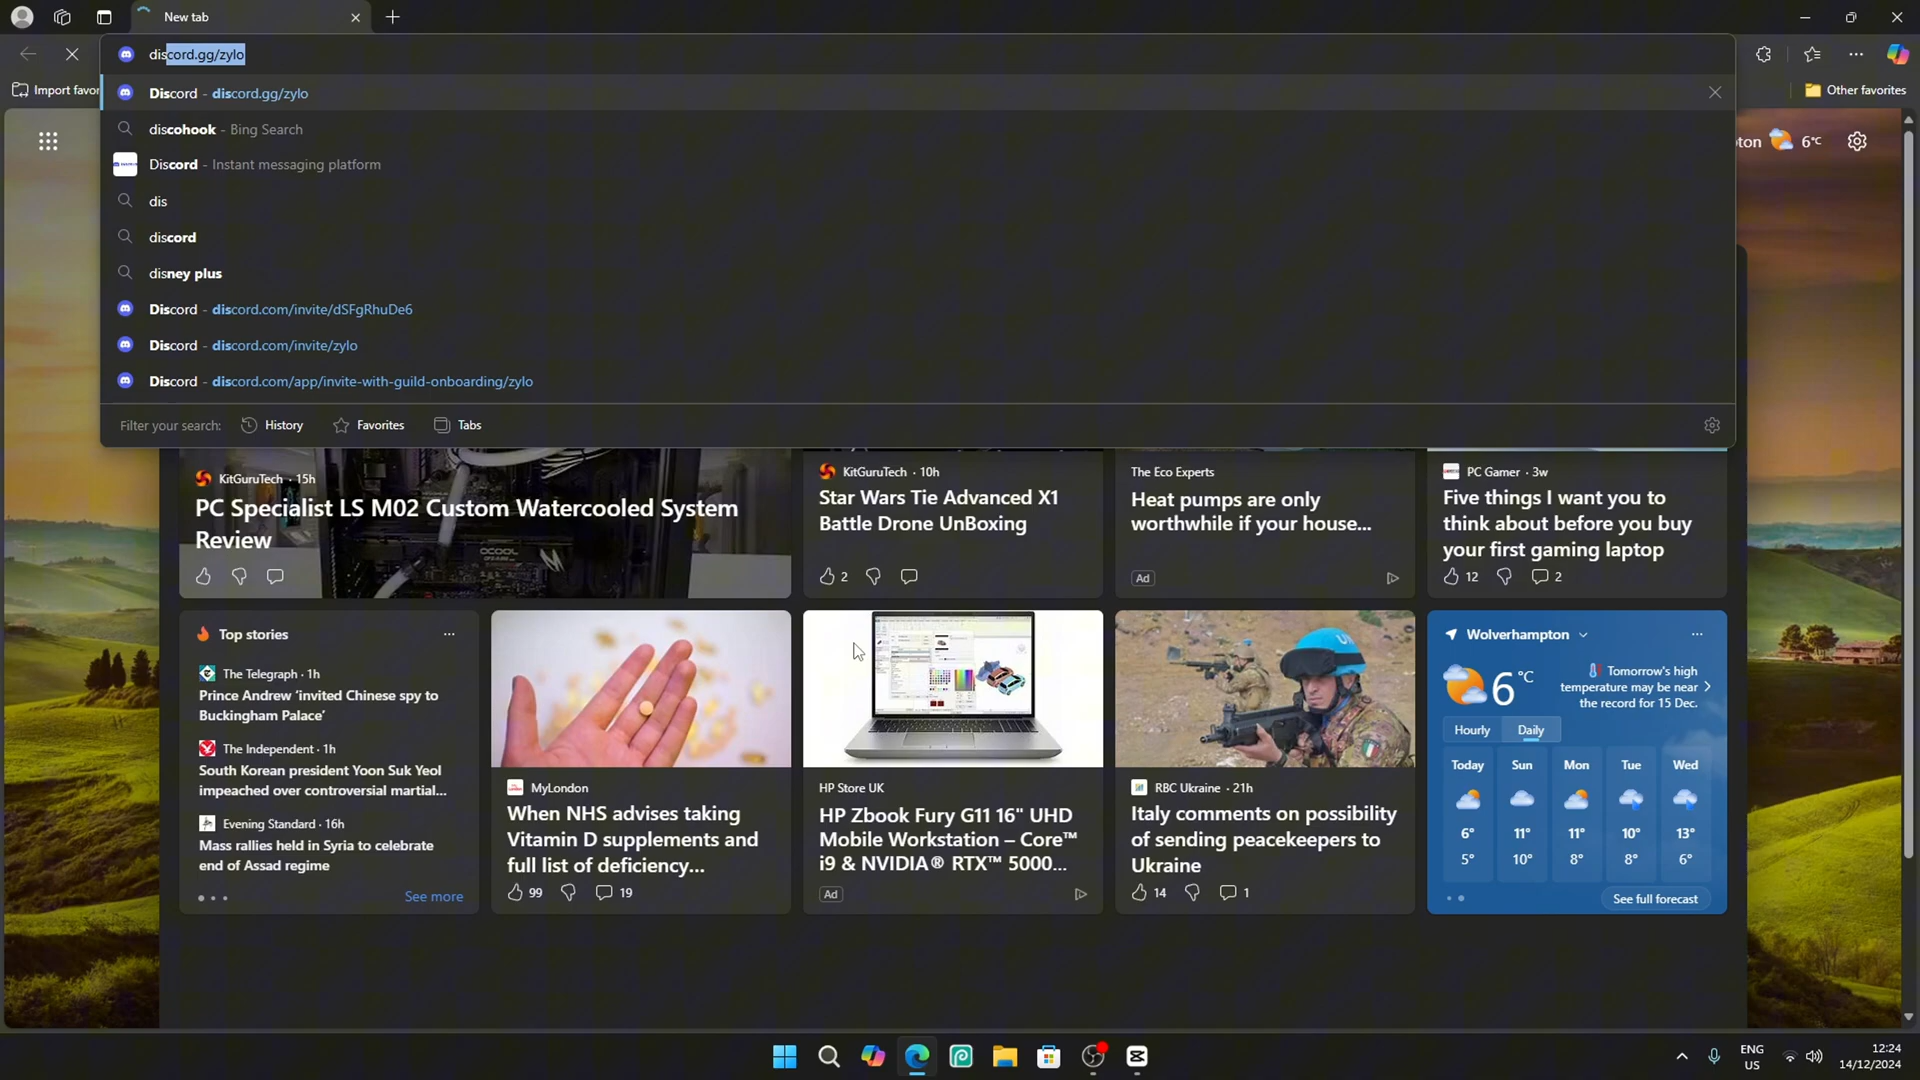 New tab
discord.gg/zylo
Import favor
Other favorites
Discord - discord.gg/zylo
discohook - Bing Search
Discord - Instant messaging platform
dis
discord
disney plus
Discord - discord.com/invite/dSFgRhuDe6
Discord - discord.com/invite/zylo
Discord - discord.com/app/invite-with-guild-onboarding/zylo
Filter your search: History Favorites Tabs
ton 6°C
KitGuruTech · 15h
PC Specialist LS M02 Custom Watercooled System
Review
KitGuruTech · 10h
Star Wars Tie Advanced X1
Battle Drone UnBoxing
2
The Eco Experts
Heat pumps are only
worthwhile if your house...
Ad
PC Gamer · 3w
Five things I want you to
think about before you buy
your first gaming laptop
12 2
Top stories
The Telegraph · 1h
Prince Andrew ‘invited Chinese spy to
Buckingham Palace’
The Independent · 1h
South Korean president Yoon Suk Yeol
impeached over controversial martial...
Evening Standard · 16h
Mass rallies held in Syria to celebrate
end of Assad regime
See more
MyLondon
When NHS advises taking
Vitamin D supplements and
full list of deficiency...
99 19
HP Store UK
HP Zbook Fury G11 16" UHD
Mobile Workstation – Core™
i9 & NVIDIA® RTX™ 5000...
Ad
RBC Ukraine · 21h
Italy comments on possibility
of sending peacekeepers to
Ukraine
14 1
Wolverhampton
6 °C
Tomorrow's high
temperature may be near
the record for 15 Dec.
Hourly Daily
Today Sun Mon Tue Wed
6° 11° 11° 10° 13°
5° 10° 8° 8° 6°
See full forecast
ENG
US
12:24
14/12/2024